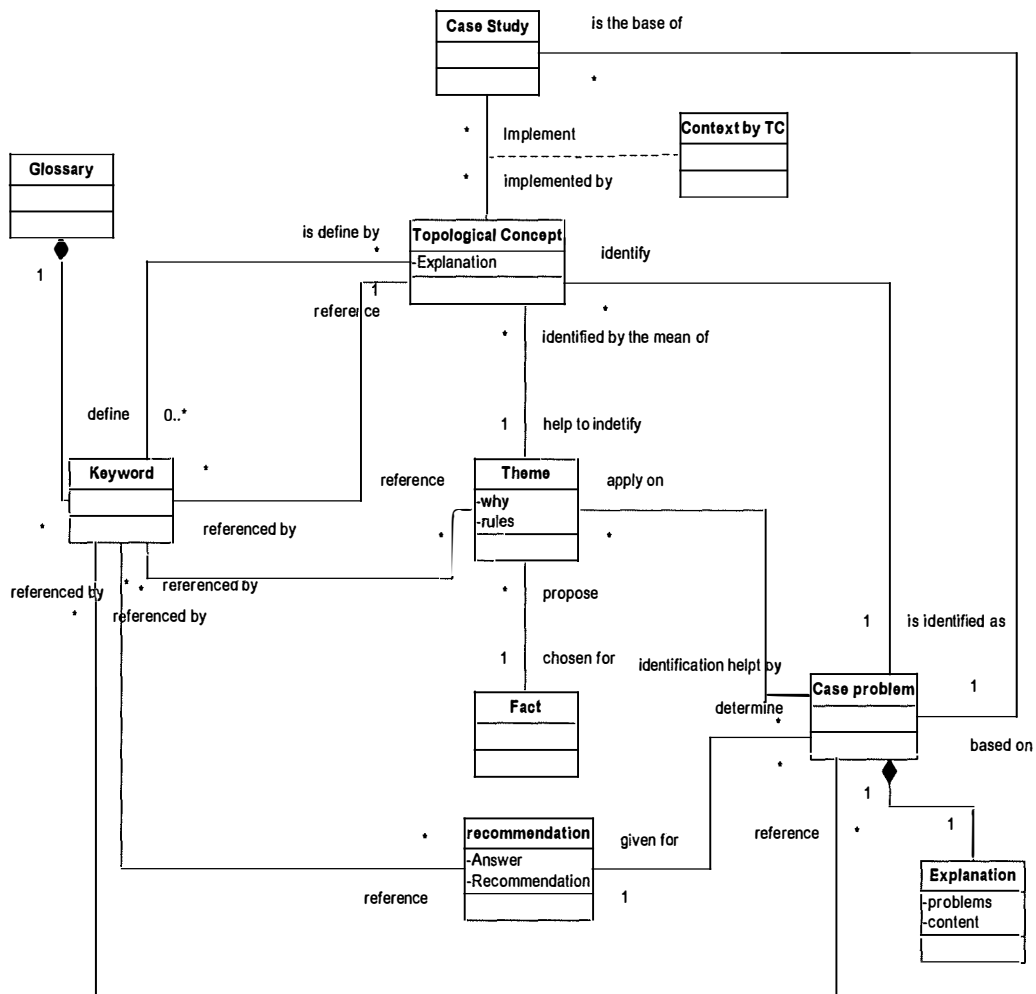 Case Study
is the base of
*
*
Implement
Context by TC
Glossary
*
implemented by
is define by
*
Topological Concept
-Explanation
identify
1
1
reference
*
*
identified by the mean of
define
0..*
1
help to indetify
Keyword
*
reference
Theme
-why
-rules
apply on
*
referenced by
*
*
referenced by
*
*
referenced by
*
referenced by
*
propose
1
is identified as
1
chosen for
identification helpt by
Case problem
1
Fact
determine
*
based on
*
1
*
recommendation
-Answer
-Recommendation
given for
reference
*
1
reference
1
Explanation
-problems
-content